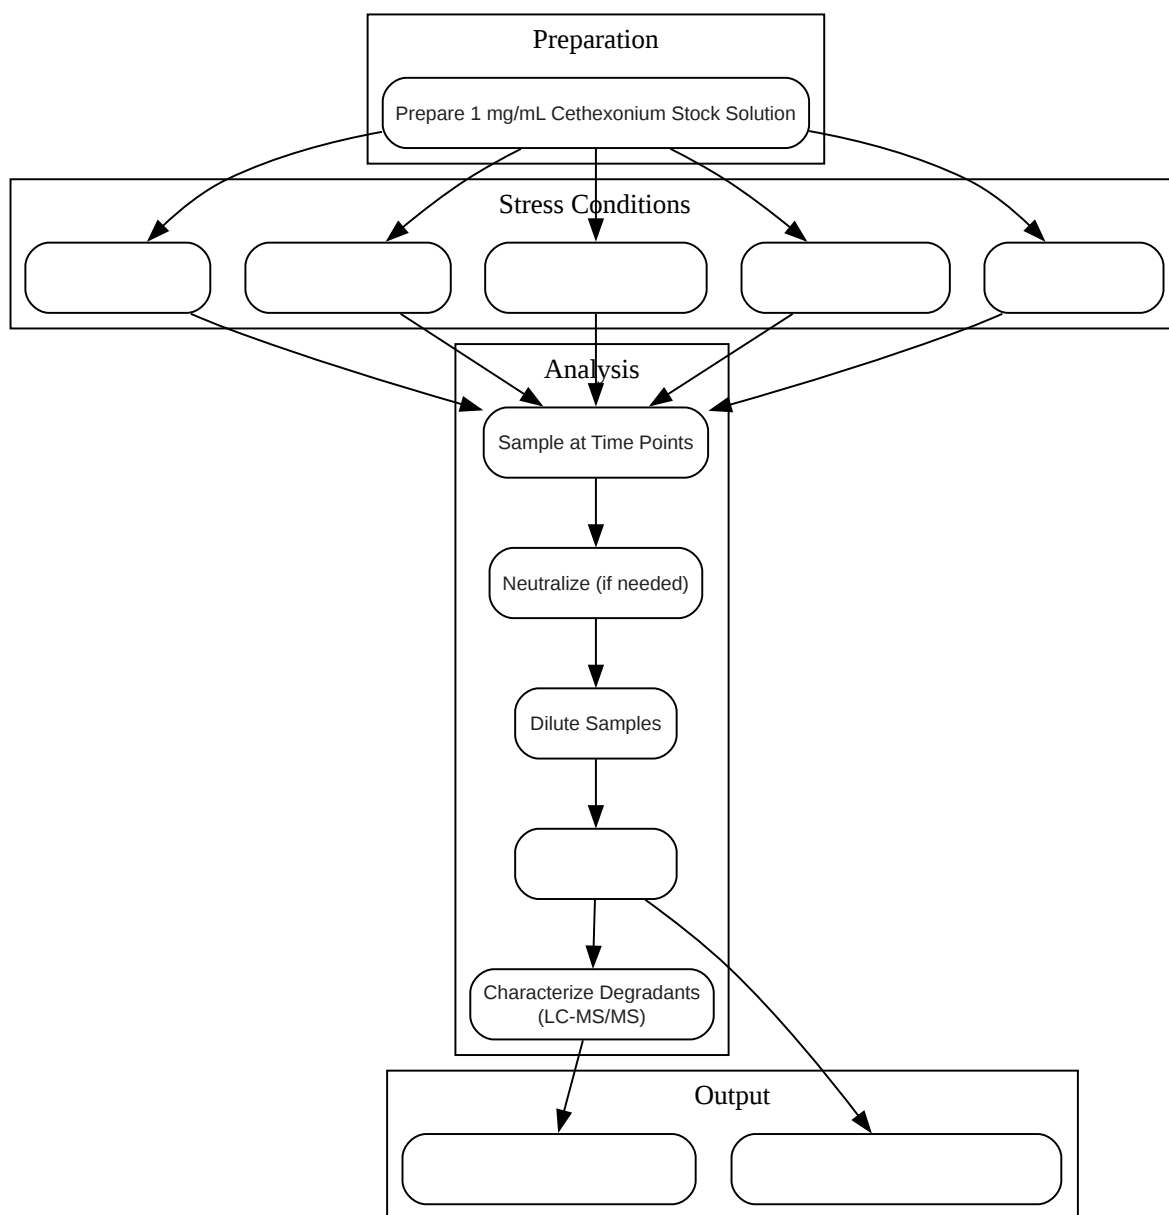 Preparation
Prepare 1 mg/mL Cethexonium Stock Solution
Stress Conditions
Analysis
Sample at Time Points
Neutralize (if needed)
Dilute Samples
Characterize Degradants
(LC-MS/MS)
Output